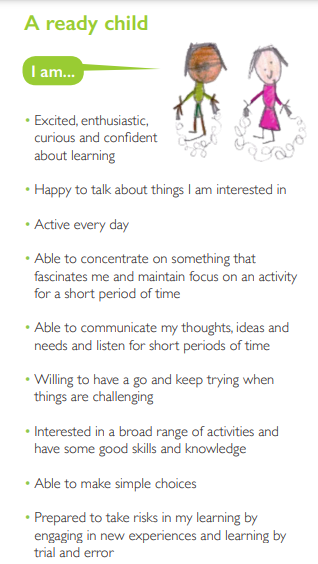 A ready child
I am...
• Excited, enthusiastic,
curious and confident
about learning
• Happy to talk about things I am interested in
• Active every day
• Able to concentrate on something that
fascinates me and maintain focus on an activity
for a short period of time
• Able to communicate my thoughts, ideas and
needs and listen for short periods of time
• Willing to have a go and keep trying when
things are challenging
• Interested in a broad range of activities and
have some good skills and knowledge
• Able to make simple choices
• Prepared to take risks in my learning by
engaging in new experiences and learning by
trial and error